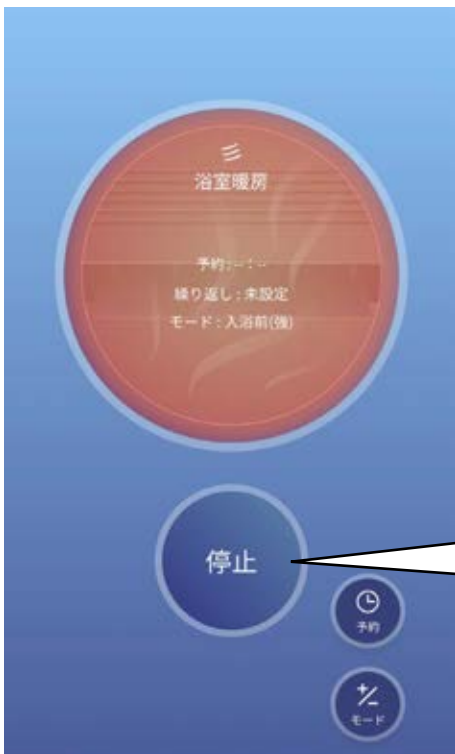 浴室暖房
予約:--:--
繰り返し:未設定
モード:入浴前(強)
停止
予約
モード